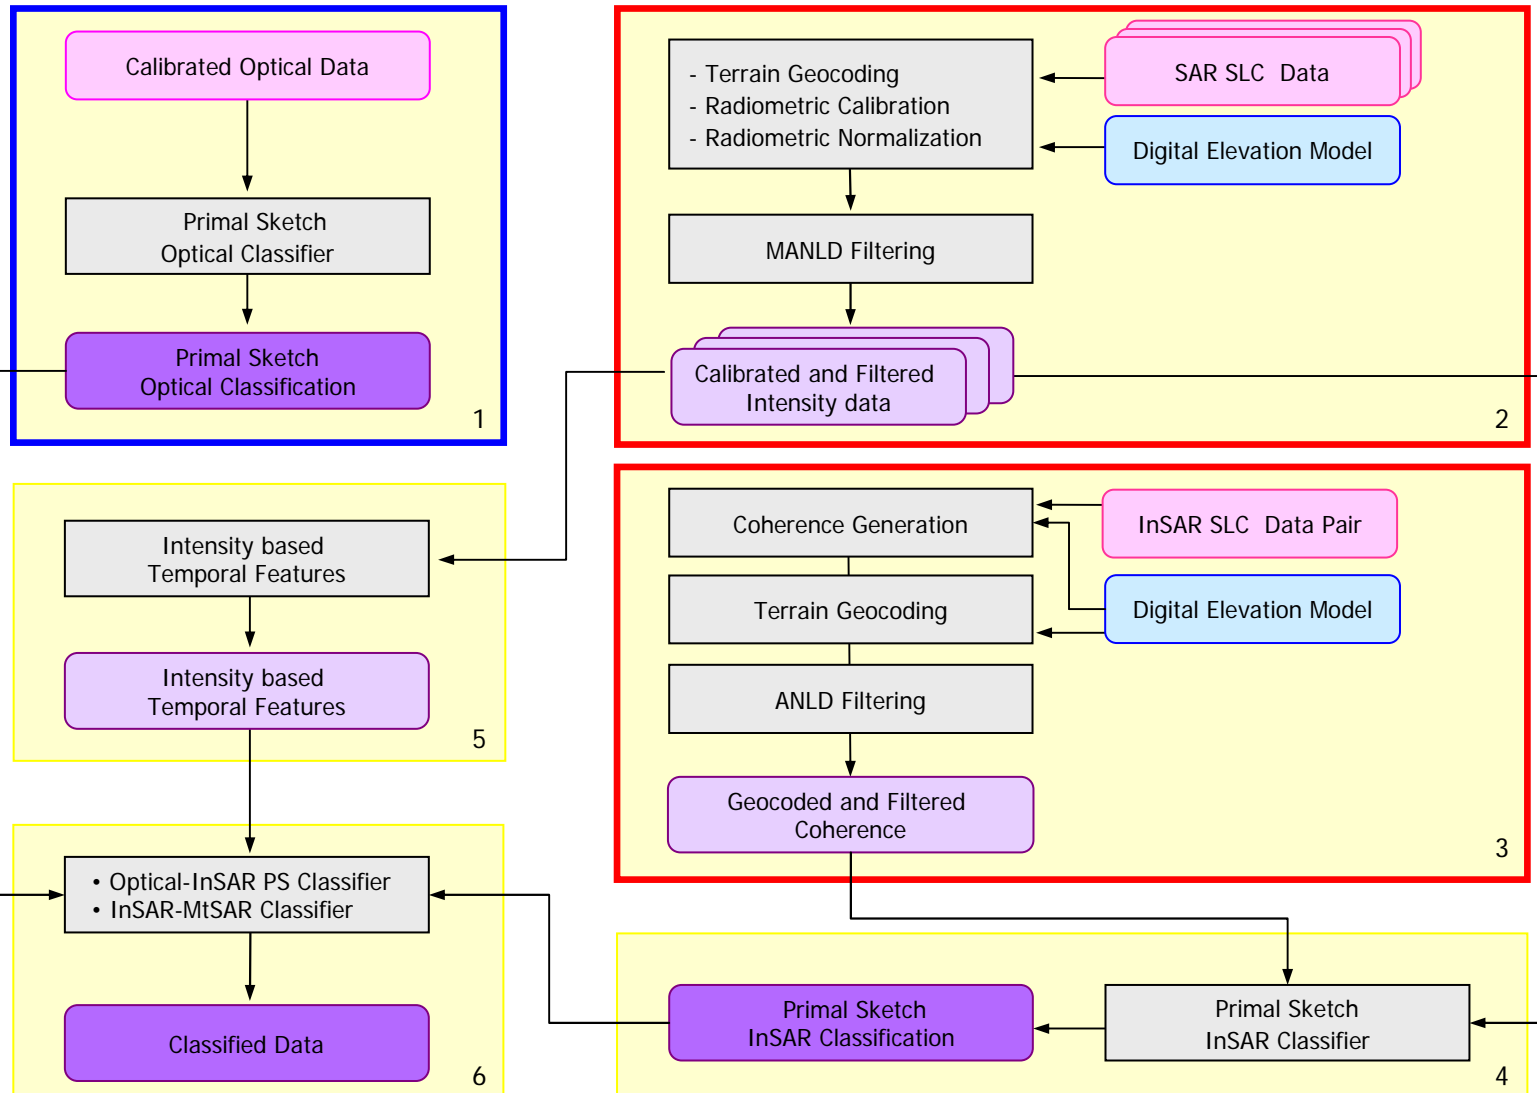 Calibrated Optical Data
Primal Sketch
Optical Classifier
Primal Sketch
Optical Classification
1
- Terrain Geocoding
- Radiometric Calibration
- Radiometric Normalization
SAR SLC  Data
Digital Elevation Model
MANLD Filtering
Calibrated and Filtered
Intensity data
2
Coherence Generation
InSAR SLC  Data Pair
Terrain Geocoding
Digital Elevation Model
ANLD Filtering
Geocoded and Filtered
Coherence
3
Intensity based
Temporal Features
Intensity based
Temporal Features
5
• Optical-InSAR PS Classifier
• InSAR-MtSAR Classifier
Classified Data
6
Primal Sketch
InSAR Classification
Primal Sketch
InSAR Classifier
4